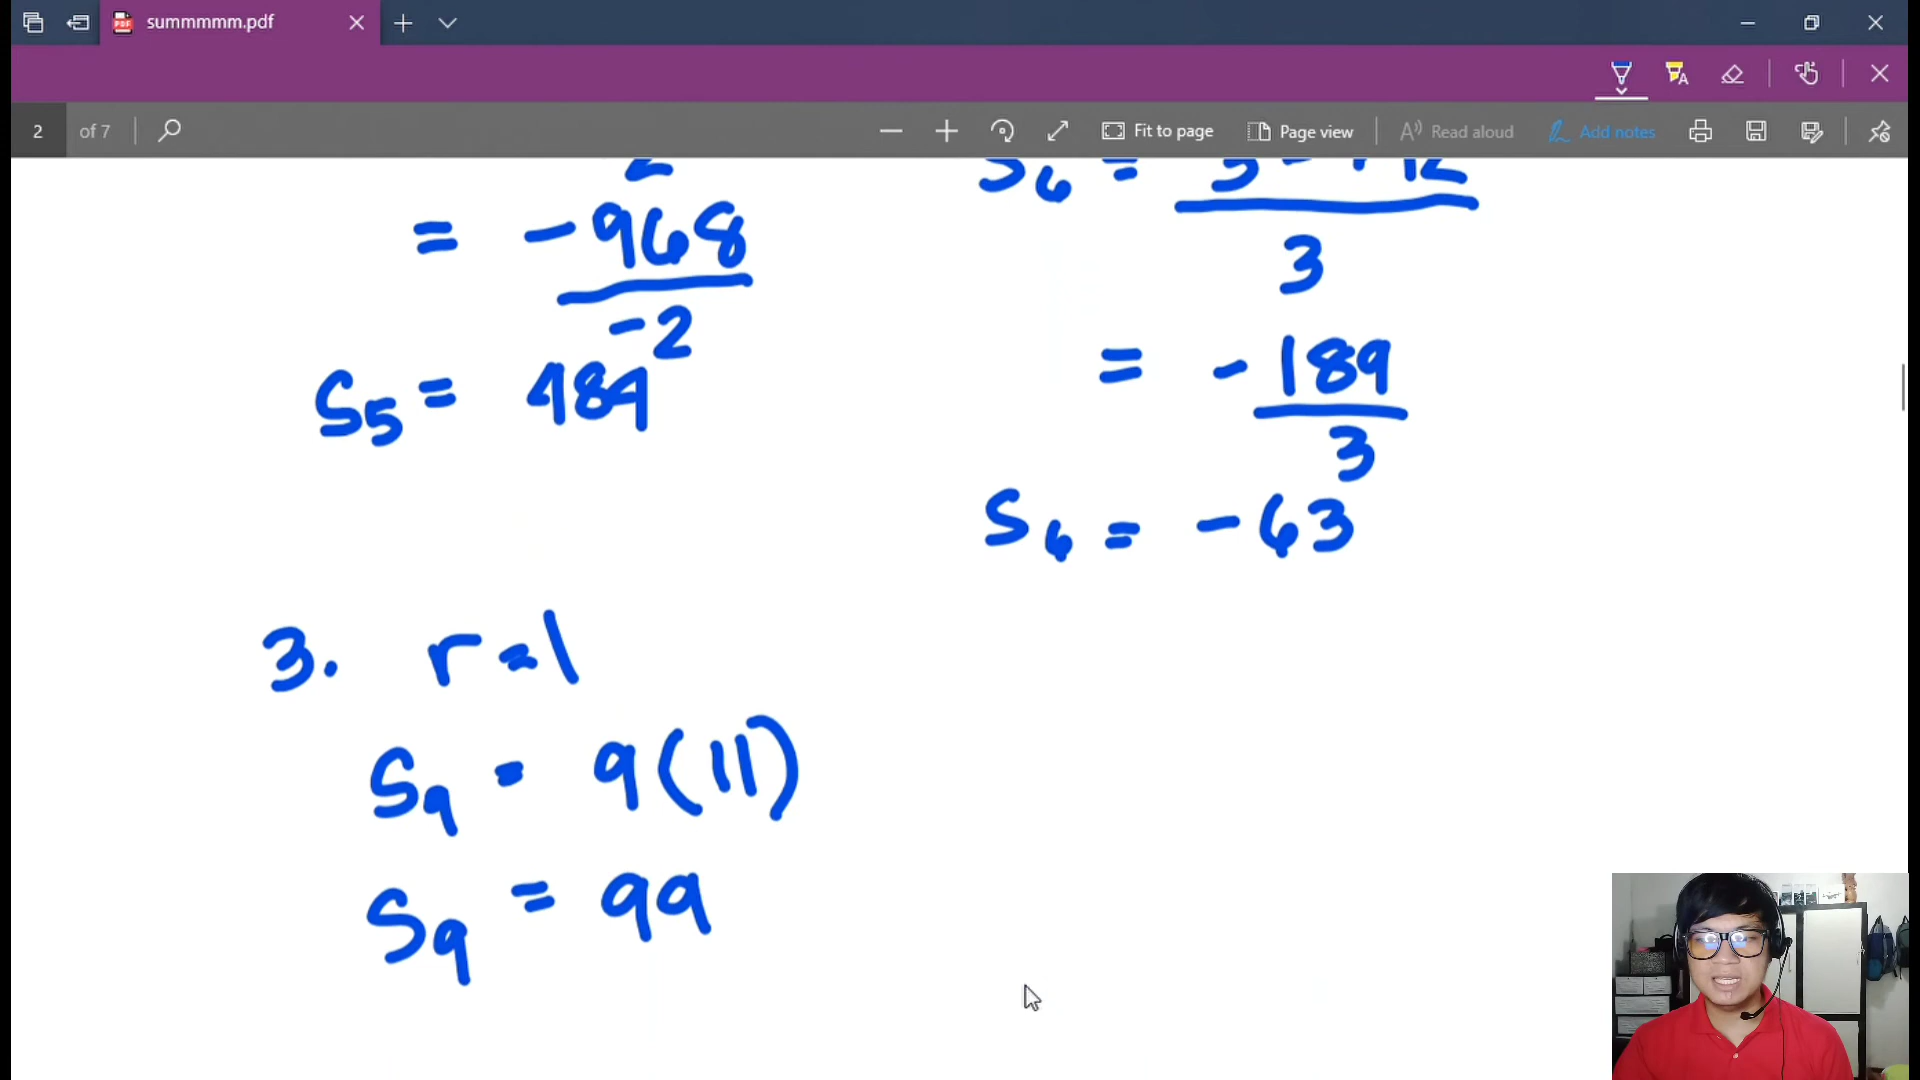 summmmm.pdf
2 of 7 Fit to page Page view Read aloud Add notes
= -968
-2
S5 = 484
S6 =
3
= -189
3
S6 = -63
3. r=1
S9 = 9(11)
S9 = 99